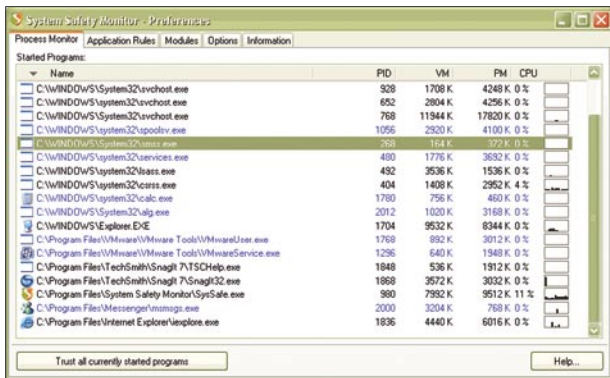 System Safety Monitor - Preferenses
Process Monitor Application Rules Modules Options Information
Started Programs:
Name PID VM PM CPU
C:\WINDOWS\System32\svchost.exe 928 1708 K 4248 K 0 %
C:\WINDOWS\System32\svchost.exe 652 2804 K 4256 K 0 %
C:\WINDOWS\System32\svchost.exe 768 11944 K 17820 K 0 %
C:\WINDOWS\system32\spoolsv.exe 1056 2920 K 4100 K 0 %
C:\WINDOWS\System32\smss.exe 268 164 K 372 K 0 %
C:\WINDOWS\system32\services.exe 480 1776 K 3692 K 0 %
C:\WINDOWS\system32\lsass.exe 492 3536 K 1536 K 0 %
C:\WINDOWS\system32\csrss.exe 404 1408 K 2952 K 4 %
C:\WINDOWS\system32\calc.exe 1780 756 K 460 K 0 %
C:\WINDOWS\System32\alg.exe 2012 1020 K 3168 K 0 %
C:\WINDOWS\Explorer.EXE 1704 9532 K 8344 K 0 %
C:\Program Files\VMware\VMware Tools\VMwareUser.exe 1768 892 K 3012 K 0 %
C:\Program Files\VMware\VMware Tools\VMwareService.exe 1296 640 K 1948 K 0 %
C:\Program Files\TechSmith\SnagIt 7\TSCHelp.exe 1848 536 K 1912 K 0 %
C:\Program Files\TechSmith\SnagIt 7\SnagIt32.exe 1868 3572 K 3032 K 0 %
C:\Program Files\System Safety Monitor\SysSafe.exe 980 7992 K 9512 K 11 %
C:\Program Files\Messenger\msmsgs.exe 2000 3204 K 768 K 0 %
C:\Program Files\Internet Explorer\iexplore.exe 1836 4440 K 6016 K 0 %
Trust all currently started programs Help...